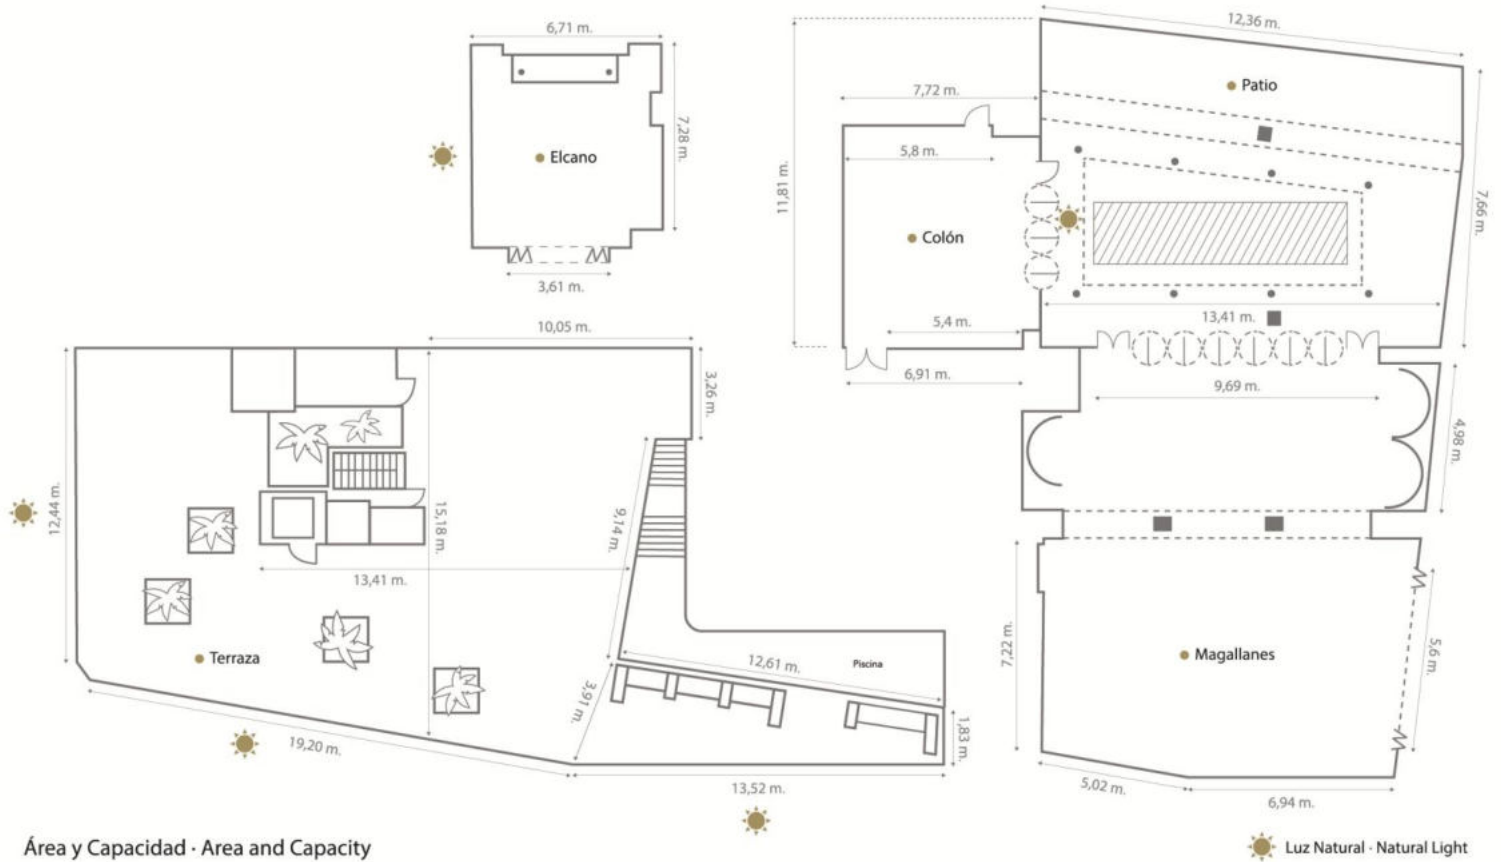 6,71 m.
7,28 m.
Elcano
3,61 m.
12,36 m.
Patio
7,72 m.
5,8 m.
11,81 m.
Colón
7,66 m.
13,41 m.
5,4 m.
6,91 m.
9,69 m.
4,98 m.
10,05 m.
3,26 m.
12,44 m.
15,18 m.
9,14 m.
13,41 m.
Terraza
12,61 m.
Piscina
3,91 m.
1,83 m.
19,20 m.
13,52 m.
7,22 m.
Magallanes
5,6 m.
5,02 m.
6,94 m.
Área y Capacidad · Area and Capacity
Luz Natural · Natural Light